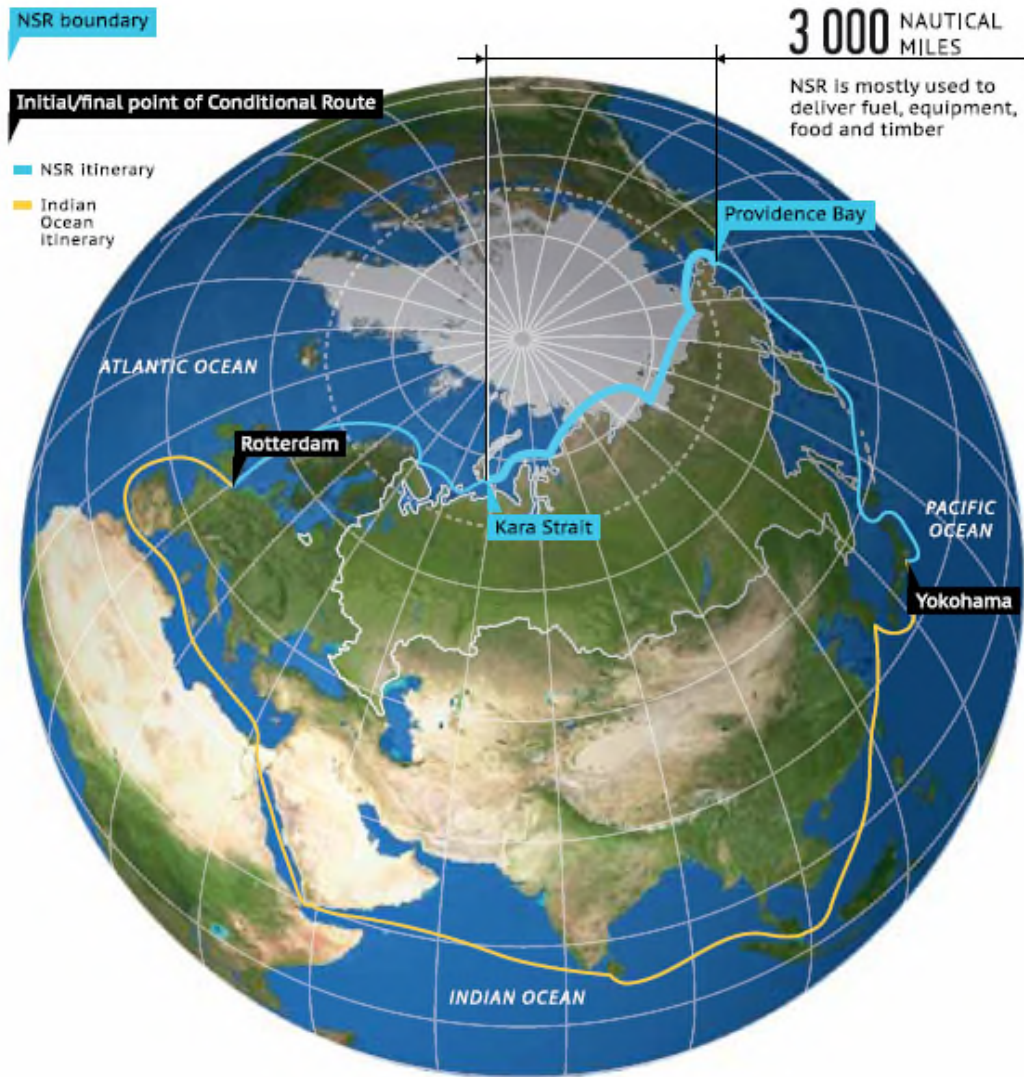 NSR boundary
Initial/final point of Conditional Route
NSR itinerary
Indian
Ocean
itinerary
3 000 NAUTICAL
MILES
NSR is mostly used to
deliver fuel, equipment,
food and timber
Providence Bay
ATLANTIC OCEAN
Rotterdam
Kara Strait
PACIFIC
OCEAN
Yokohama
INDIAN OCEAN